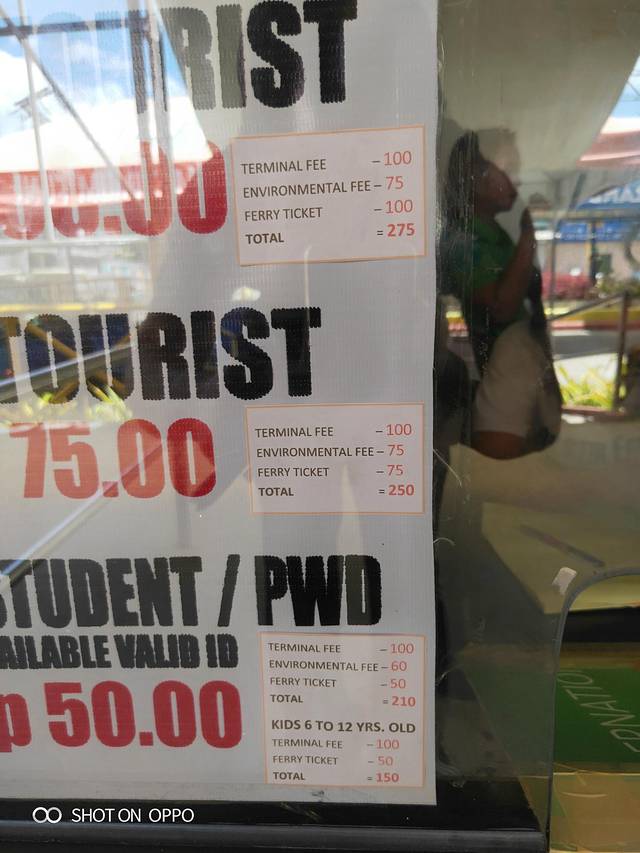 TOURIST
00.00
TERMINAL FEE – 100
ENVIRONMENTAL FEE – 75
FERRY TICKET – 100
TOTAL = 275
TOURIST
75.00
TERMINAL FEE – 100
ENVIRONMENTAL FEE – 75
FERRY TICKET – 75
TOTAL = 250
STUDENT / PWD
AILABLE VALID ID
p 50.00
TERMINAL FEE – 100
ENVIRONMENTAL FEE – 60
FERRY TICKET – 50
TOTAL = 210
KIDS 6 TO 12 YRS. OLD
TERMINAL FEE – 100
FERRY TICKET – 50
TOTAL = 150
SHOT ON OPPO